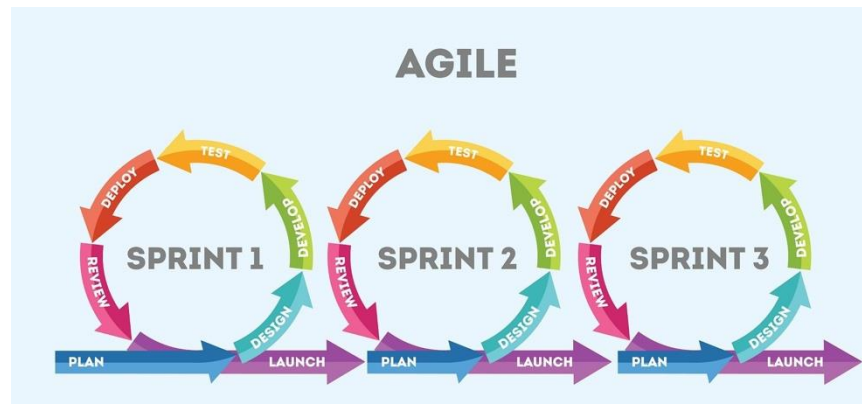 AGILE
SPRINT 1
PLAN
DESIGN
DEVELOP
TEST
DEPLOY
REVIEW
LAUNCH
SPRINT 2
PLAN
DESIGN
DEVELOP
TEST
DEPLOY
REVIEW
LAUNCH
SPRINT 3
PLAN
DESIGN
DEVELOP
TEST
DEPLOY
REVIEW
LAUNCH